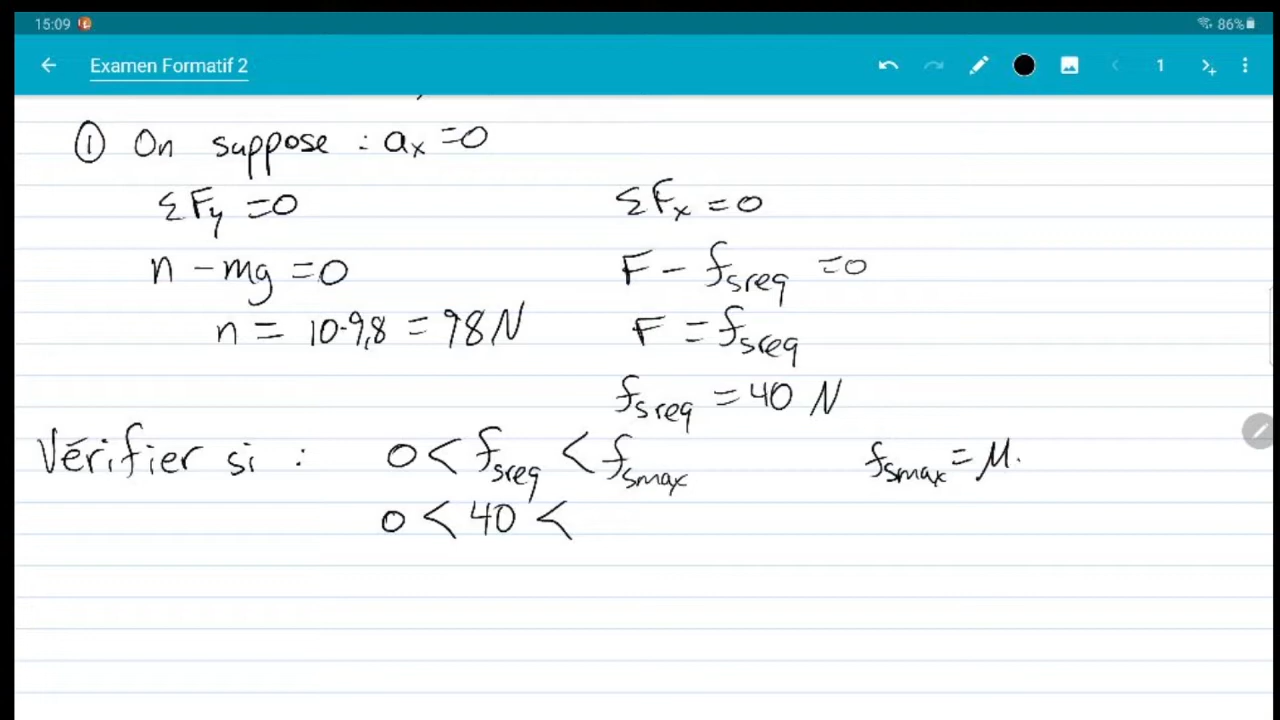 15:09 86%
Examen Formatif 2 1
① On suppose : ax =0
ΣFy =0 ΣFx =0
n - mg =0 F - fsreq =0
n = 10·9,8 = 98 N F = fsreq
fsreq = 40 N
Vérifier si : 0 < fsreq < fsmax fsmax = μ·
0 < 40 <